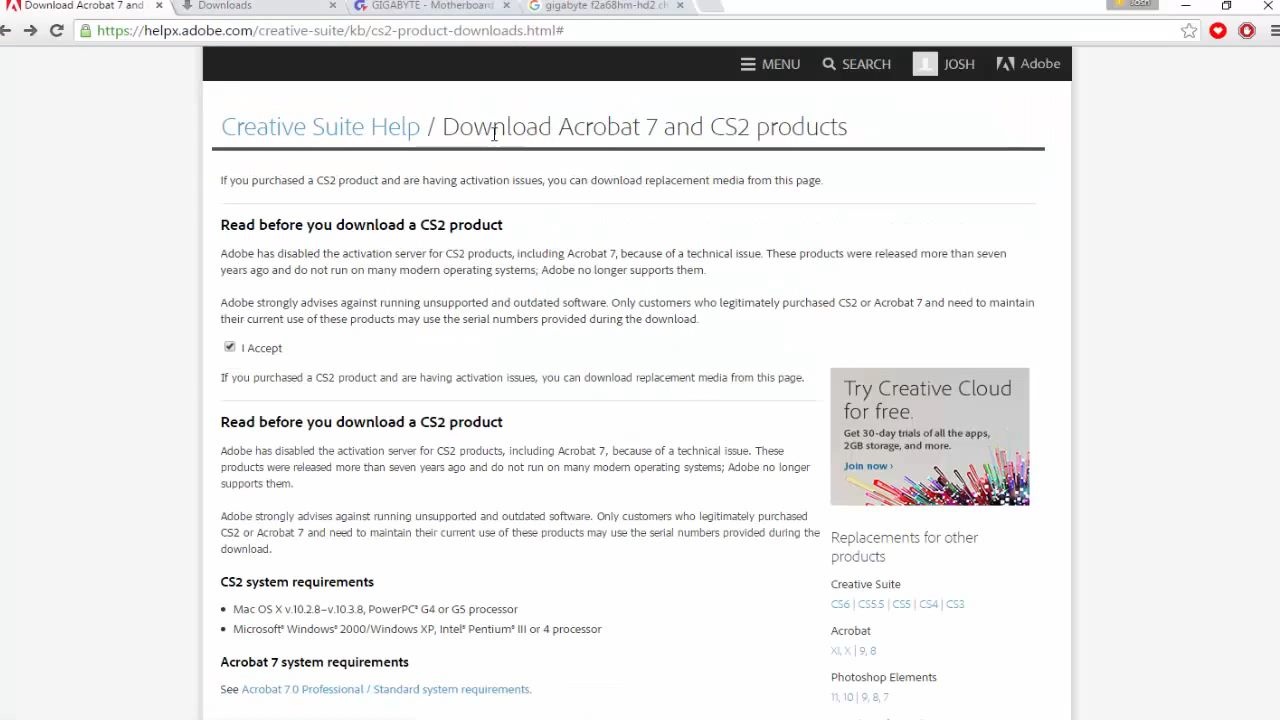 Download Acrobat 7 and
Downloads
GIGABYTE - Motherboard
gigabyte f2a68hm-hd2 c
Josh
https://helpx.adobe.com/creative-suite/kb/cs2-product-downloads.html#
MENU
SEARCH
JOSH
Adobe
Creative Suite Help / Download Acrobat 7 and CS2 products
If you purchased a CS2 product and are having activation issues, you can download replacement media from this page.
Read before you download a CS2 product
Adobe has disabled the activation server for CS2 products, including Acrobat 7, because of a technical issue. These products were released more than seven
years ago and do not run on many modern operating systems; Adobe no longer supports them.
Adobe strongly advises against running unsupported and outdated software. Only customers who legitimately purchased CS2 or Acrobat 7 and need to maintain
their current use of these products may use the serial numbers provided during the download.
I Accept
If you purchased a CS2 product and are having activation issues, you can download replacement media from this page.
Read before you download a CS2 product
Adobe has disabled the activation server for CS2 products, including Acrobat 7, because of a technical issue. These
products were released more than seven years ago and do not run on many modern operating systems; Adobe no longer
supports them.
Adobe strongly advises against running unsupported and outdated software. Only customers who legitimately purchased
CS2 or Acrobat 7 and need to maintain their current use of these products may use the serial numbers provided during the
download.
CS2 system requirements
Mac OS X v.10.2.8–v.10.3.8, PowerPC® G4 or G5 processor
Microsoft® Windows® 2000/Windows XP, Intel® Pentium® III or 4 processor
Acrobat 7 system requirements
See Acrobat 7.0 Professional / Standard system requirements.
Try Creative Cloud
for free.
Get 30-day trials of all the apps,
2GB storage, and more.
Join now ›
Replacements for other
products
Creative Suite
CS6 | CS5.5 | CS5 | CS4 | CS3
Acrobat
XI, X | 9, 8
Photoshop Elements
11, 10 | 9, 8, 7